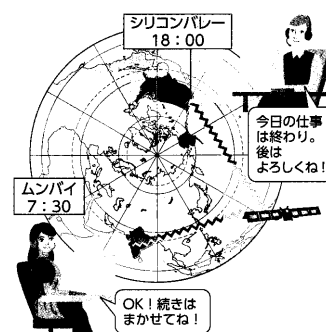 シリコンバレー
18：00
今日の仕事
は終わり。
後は
よろしくね！
ムンバイ
7：30
OK！続きは
まかせてね！